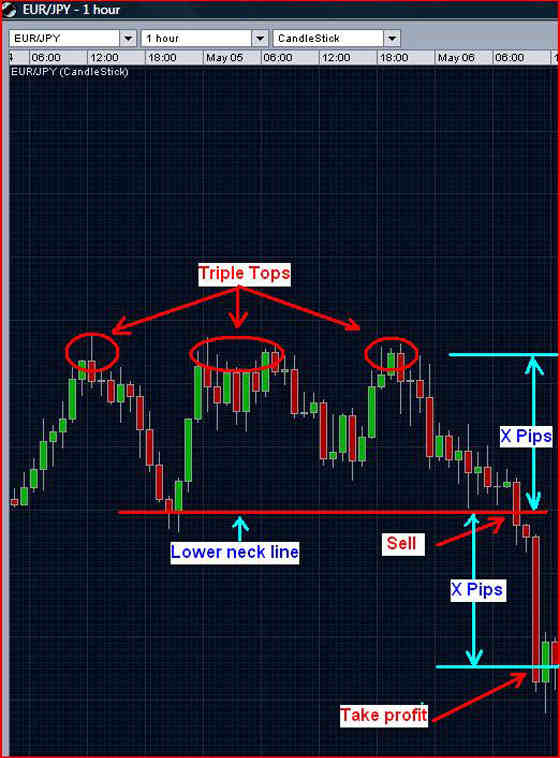 EUR/JPY - 1 hour
EUR/JPY 1 hour CandleStick
4 06:00 12:00 18:00 May 05 06:00 12:00 18:00 May 06 06:00 1
EUR/JPY (CandleStick)
Triple Tops
X Pips
Sell
Lower neck line
X Pips
Take profit